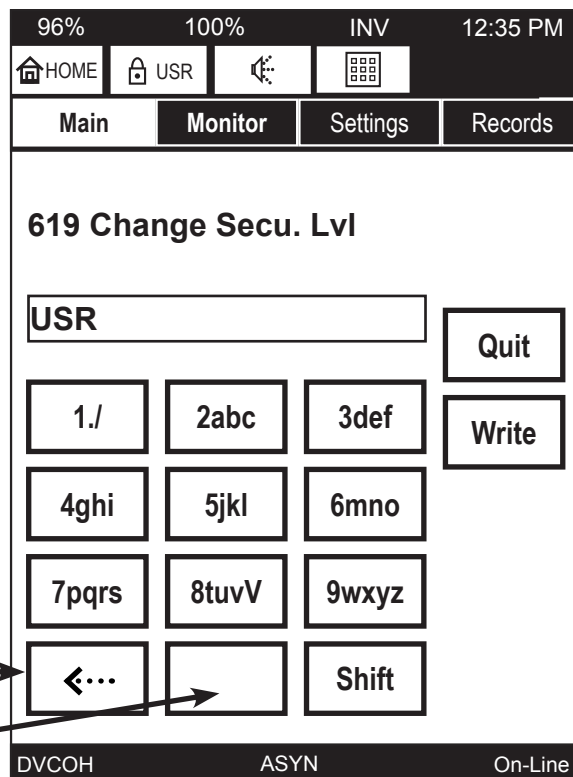 96% 100% INV 12:35 PM
HOME USR
Main Monitor Settings Records
619 Change Secu. Lvl
USR
Quit
1./ 2abc 3def
Write
4ghi 5jkl 6mno
7pqrs 8tuvV 9wxyz
Shift
DVCOH ASYN On-Line